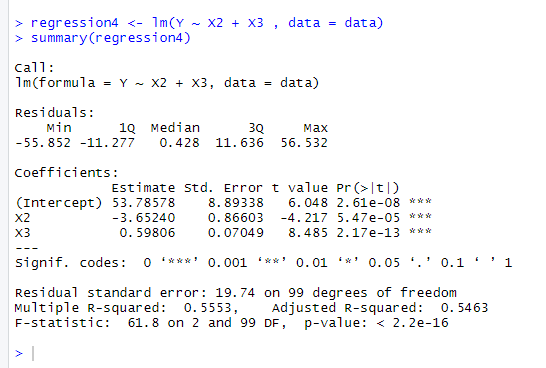 > regression4 <- lm(Y ~ X2 + X3 , data = data)
> summary(regression4)
Call:
lm(formula = Y ~ X2 + X3, data = data)
Residuals:
    Min      1Q  Median      3Q     Max
-55.852 -11.277   0.428  11.636  56.532
Coefficients:
            Estimate Std. Error t value Pr(>|t|)
(Intercept) 53.78578    8.89338   6.048 2.61e-08 ***
X2          -3.65240    0.86603  -4.217 5.47e-05 ***
X3           0.59806    0.07049   8.485 2.17e-13 ***
---
Signif. codes:  0 ‘***’ 0.001 ‘**’ 0.01 ‘*’ 0.05 ‘.’ 0.1 ‘ ’ 1
Residual standard error: 19.74 on 99 degrees of freedom
Multiple R-squared:  0.5553,    Adjusted R-squared:  0.5463
F-statistic:  61.8 on 2 and 99 DF,  p-value: < 2.2e-16
>